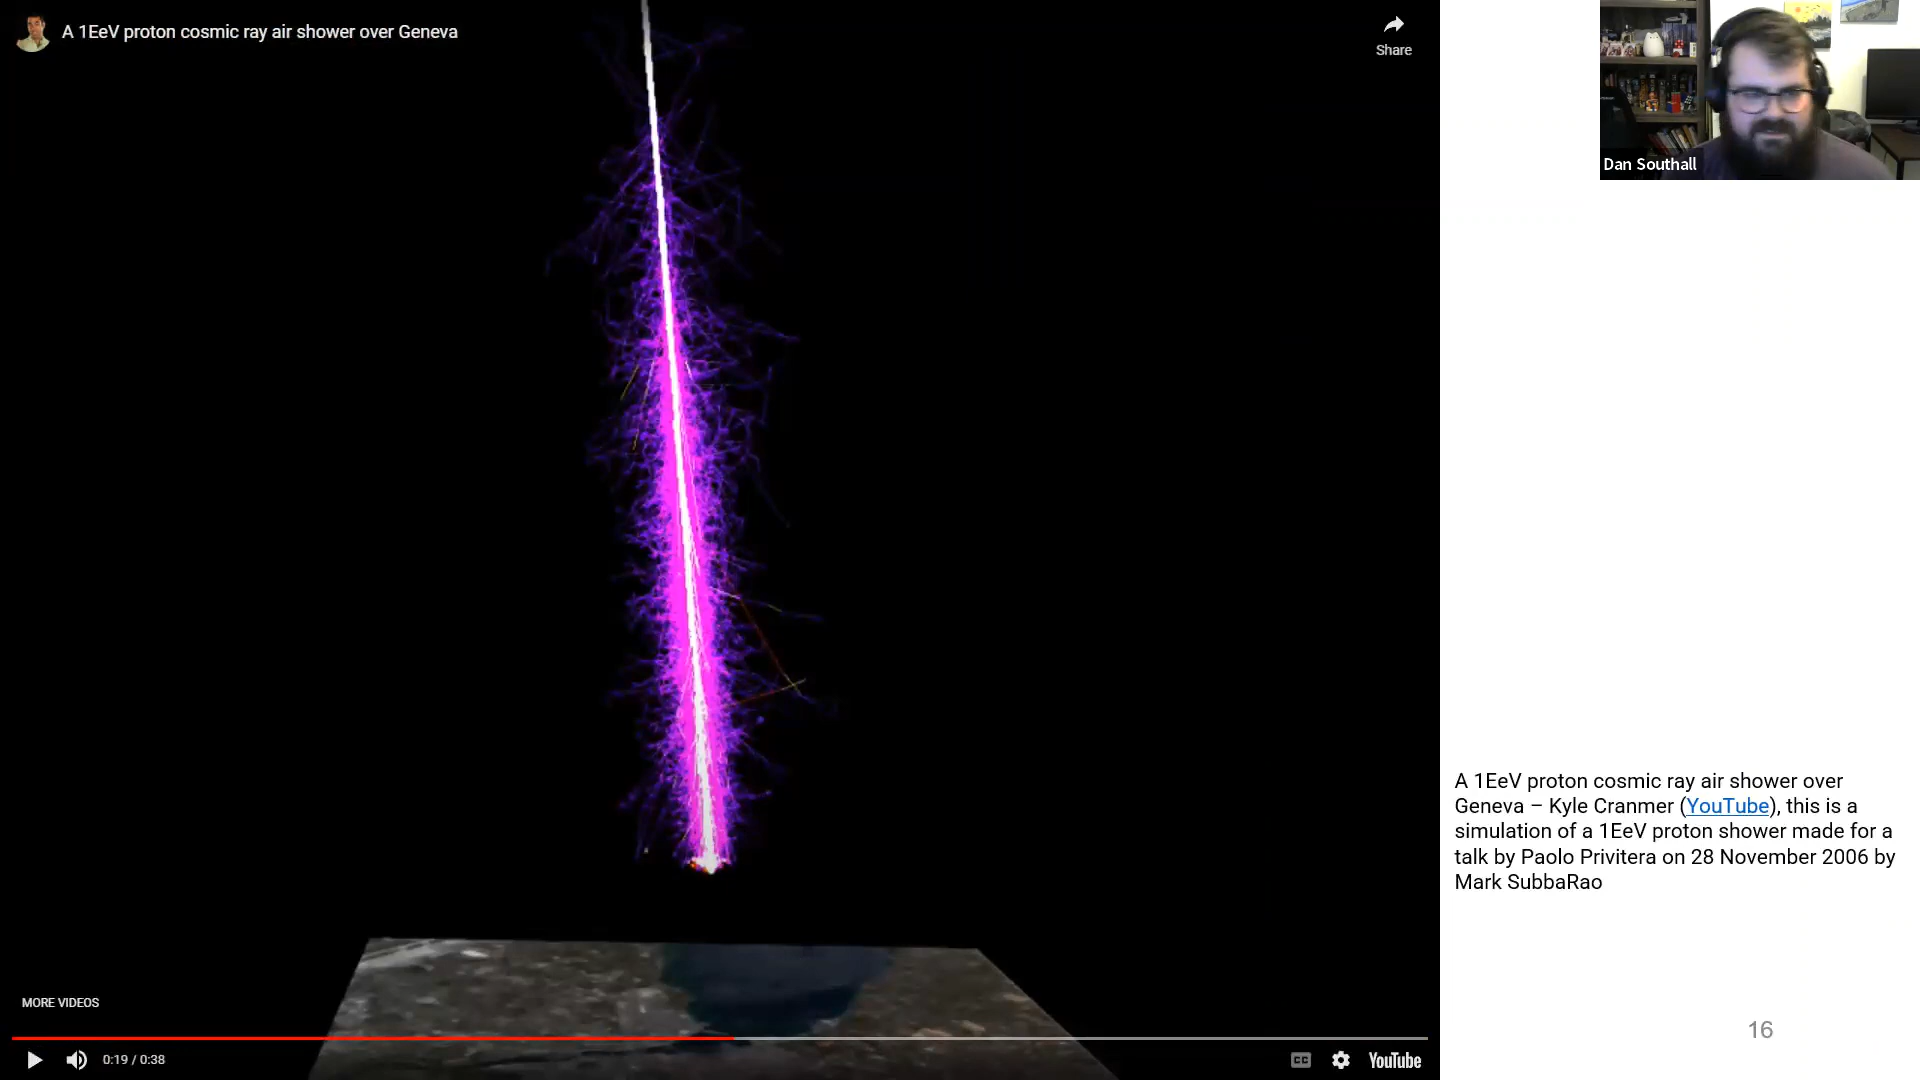 A 1EeV proton cosmic ray air shower over Geneva
Share
Dan Southall
A 1EeV proton cosmic ray air shower over
Geneva – Kyle Cranmer (YouTube), this is a
simulation of a 1EeV proton shower made for a
talk by Paolo Privitera on 28 November 2006 by
Mark SubbaRao
MORE VIDEOS
16
0:19 / 0:38
CC
YouTube